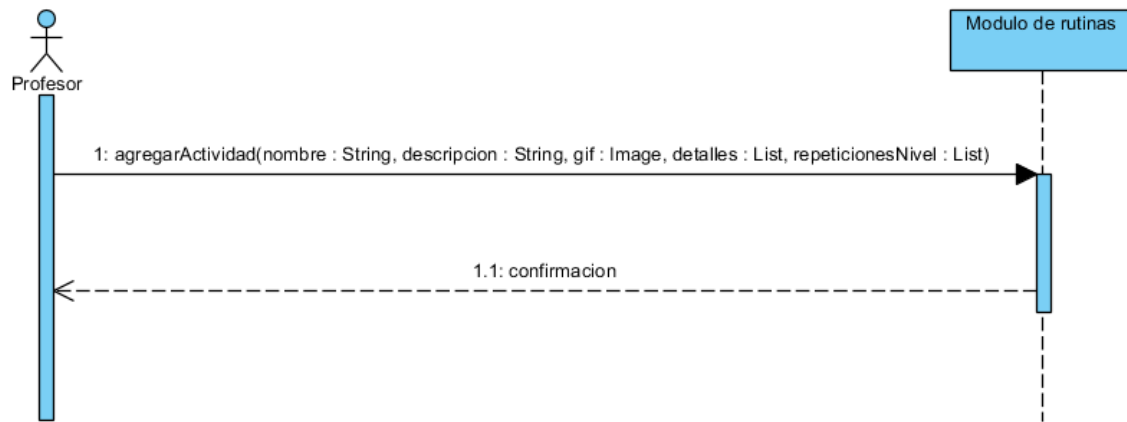 Profesor
Modulo de rutinas
1: agregarActividad(nombre : String, descripcion : String, gif : Image, detalles : List, repeticionesNivel : List)
1.1: confirmacion